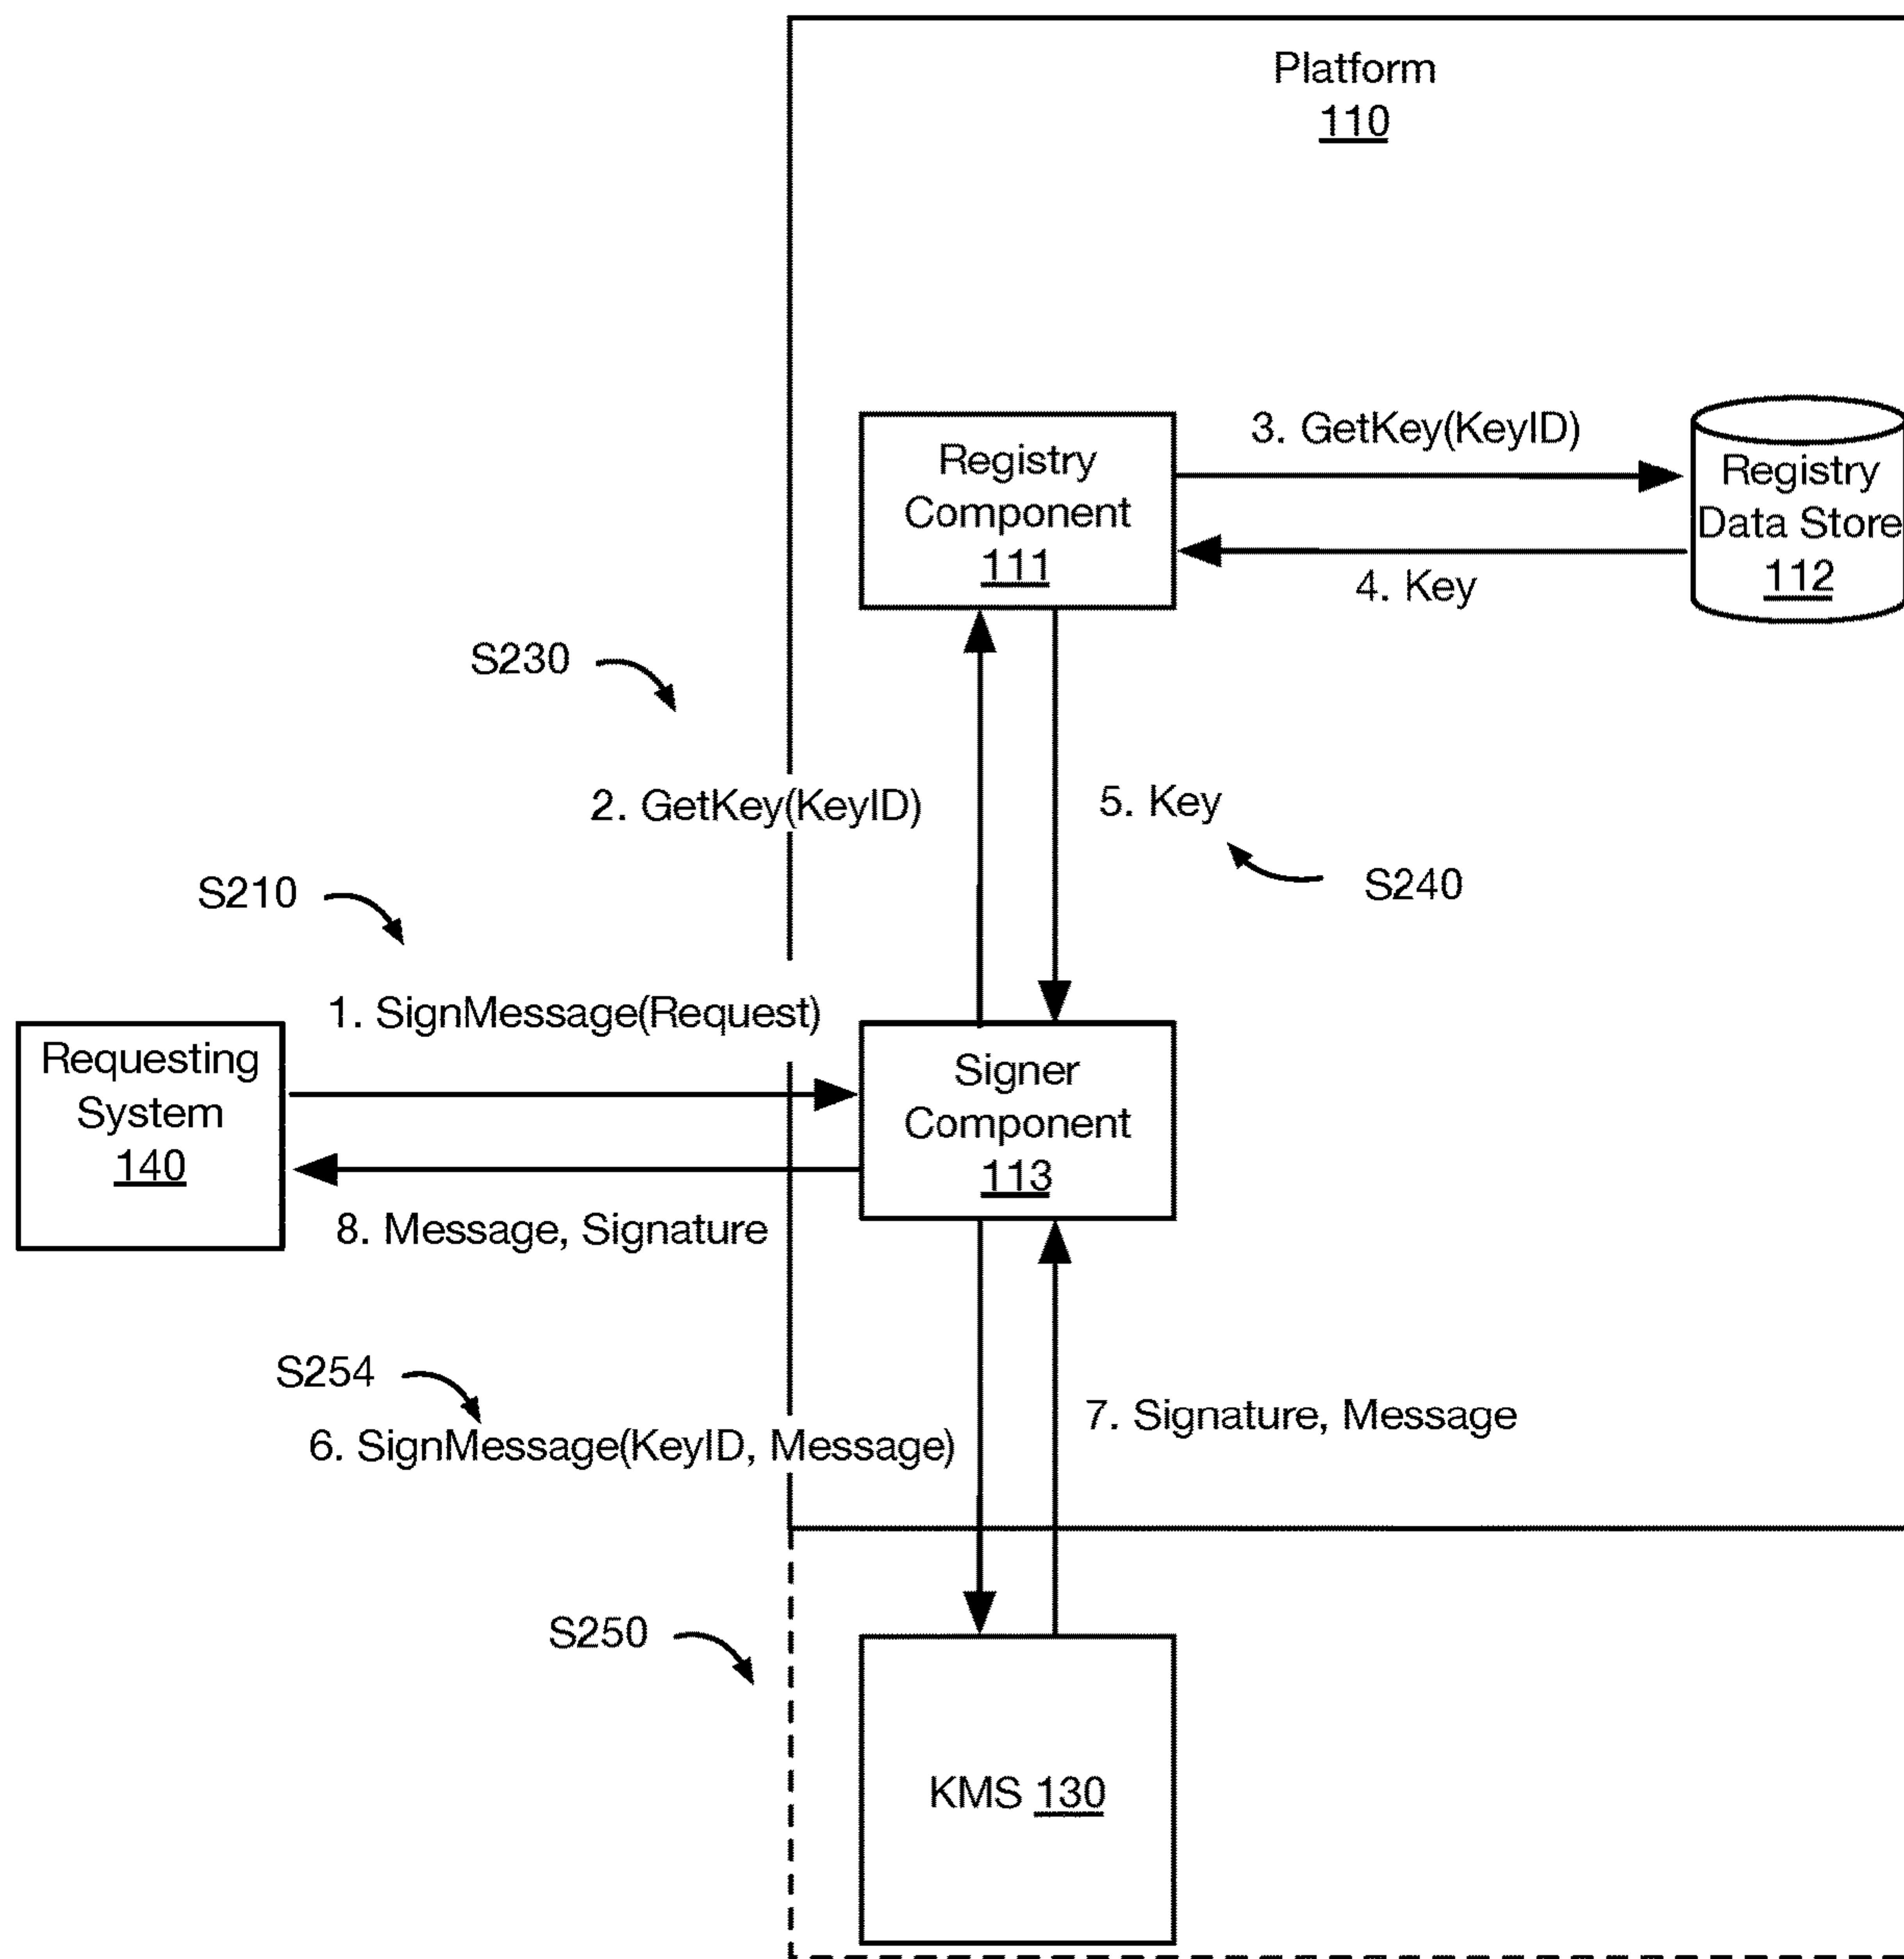 Platform
110
Registry
Component
111
3. GetKey(KeyID)
4. Key
Registry
Data Store
112
S230
2. GetKey(KeyID)
5. Key
S240
S210
1. SignMessage(Request)
Requesting
System
140
Signer
Component
113
8. Message, Signature
S254
6. SignMessage(KeyID, Message)
7. Signature, Message
S250
KMS 130